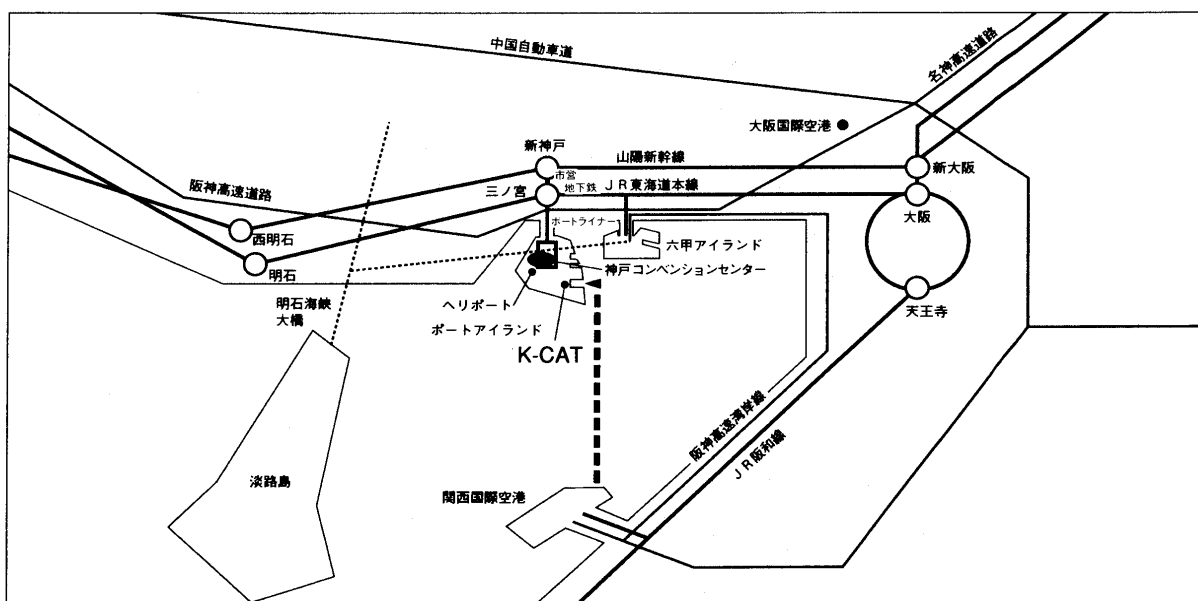 中国自動車道
名神高速道路
大阪国際空港
新神戸
山陽新幹線
新大阪
市営
地下鉄
三ノ宮
JR東海道本線
大阪
阪神高速道路
西明石
ポートライナー
六甲アイランド
明石
神戸コンベンションセンター
明石海峡
大橋
ヘリポート
ポートアイランド
K-CAT
天王寺
阪神高速湾岸線
JR阪和線
淡路島
関西国際空港